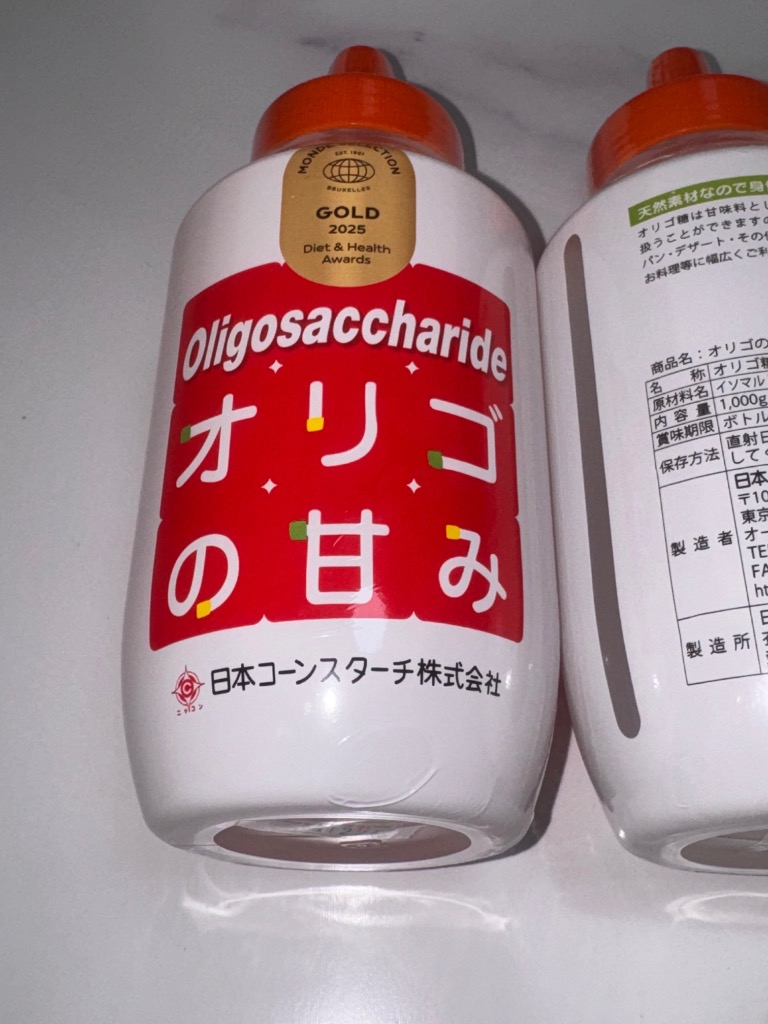 MONDE SELECTION
EST. 1961
BRUXELLES
GOLD
2025
Diet & Health
Awards
Oligosaccharide
オリゴ
の甘み
ニッコン
日本コーンスターチ株式会社
天然素材なので身
オリゴ糖は甘味料とし
扱うことができます
パン・デザート・その
お料理等に幅広くご
商品名：オリゴの
名 称 オリゴ糖
原材料名 イソマル
内 容 量 1,000g
賞味期限 ボトル
保存方法 直射日
して
製 造 者 日本
〒10
東京
オー
TE
FA
ht
製 造 所